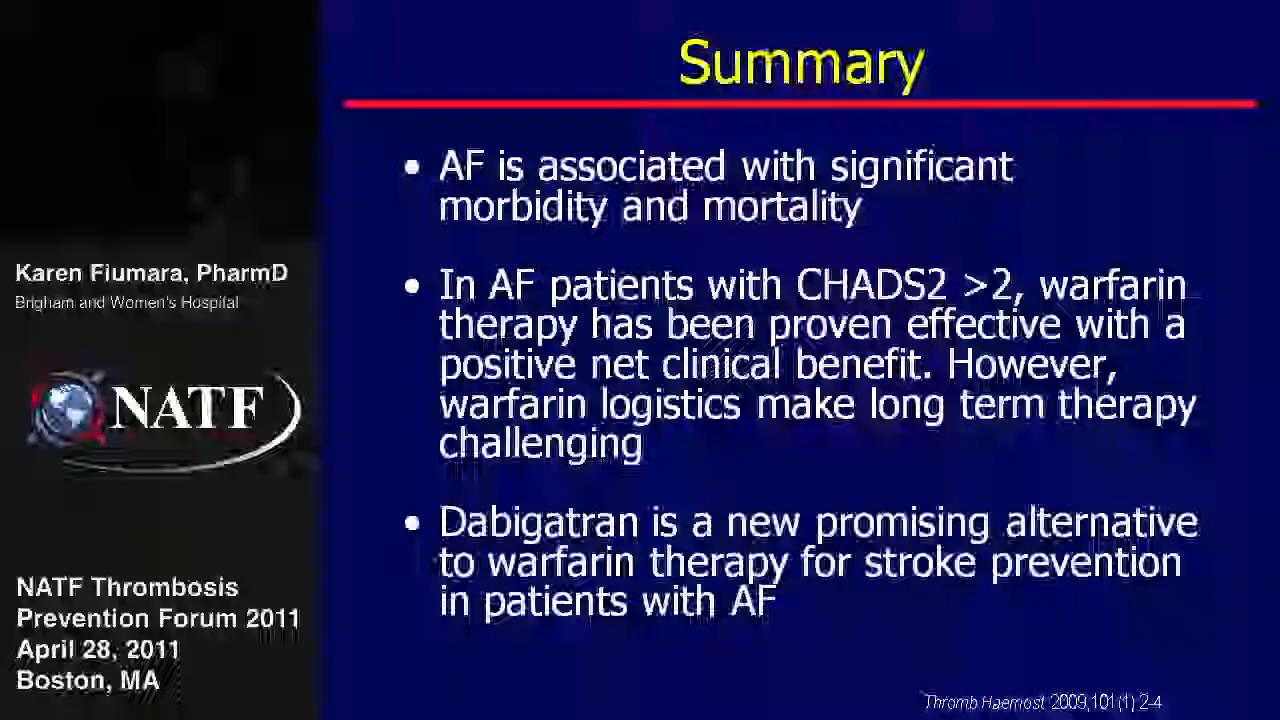 Summary
• AF is associated with significant
morbidity and mortality
• In AF patients with CHADS2 >2, warfarin
therapy has been proven effective with a
positive net clinical benefit. However,
warfarin logistics make long term therapy
challenging
• Dabigatran is a new promising alternative
to warfarin therapy for stroke prevention
in patients with AF
Thromb Haemost 2009,101(1) 2-4
Karen Fiumara, PharmD
Brigham and Women's Hospital
NATF
NATF Thrombosis
Prevention Forum 2011
April 28, 2011
Boston, MA